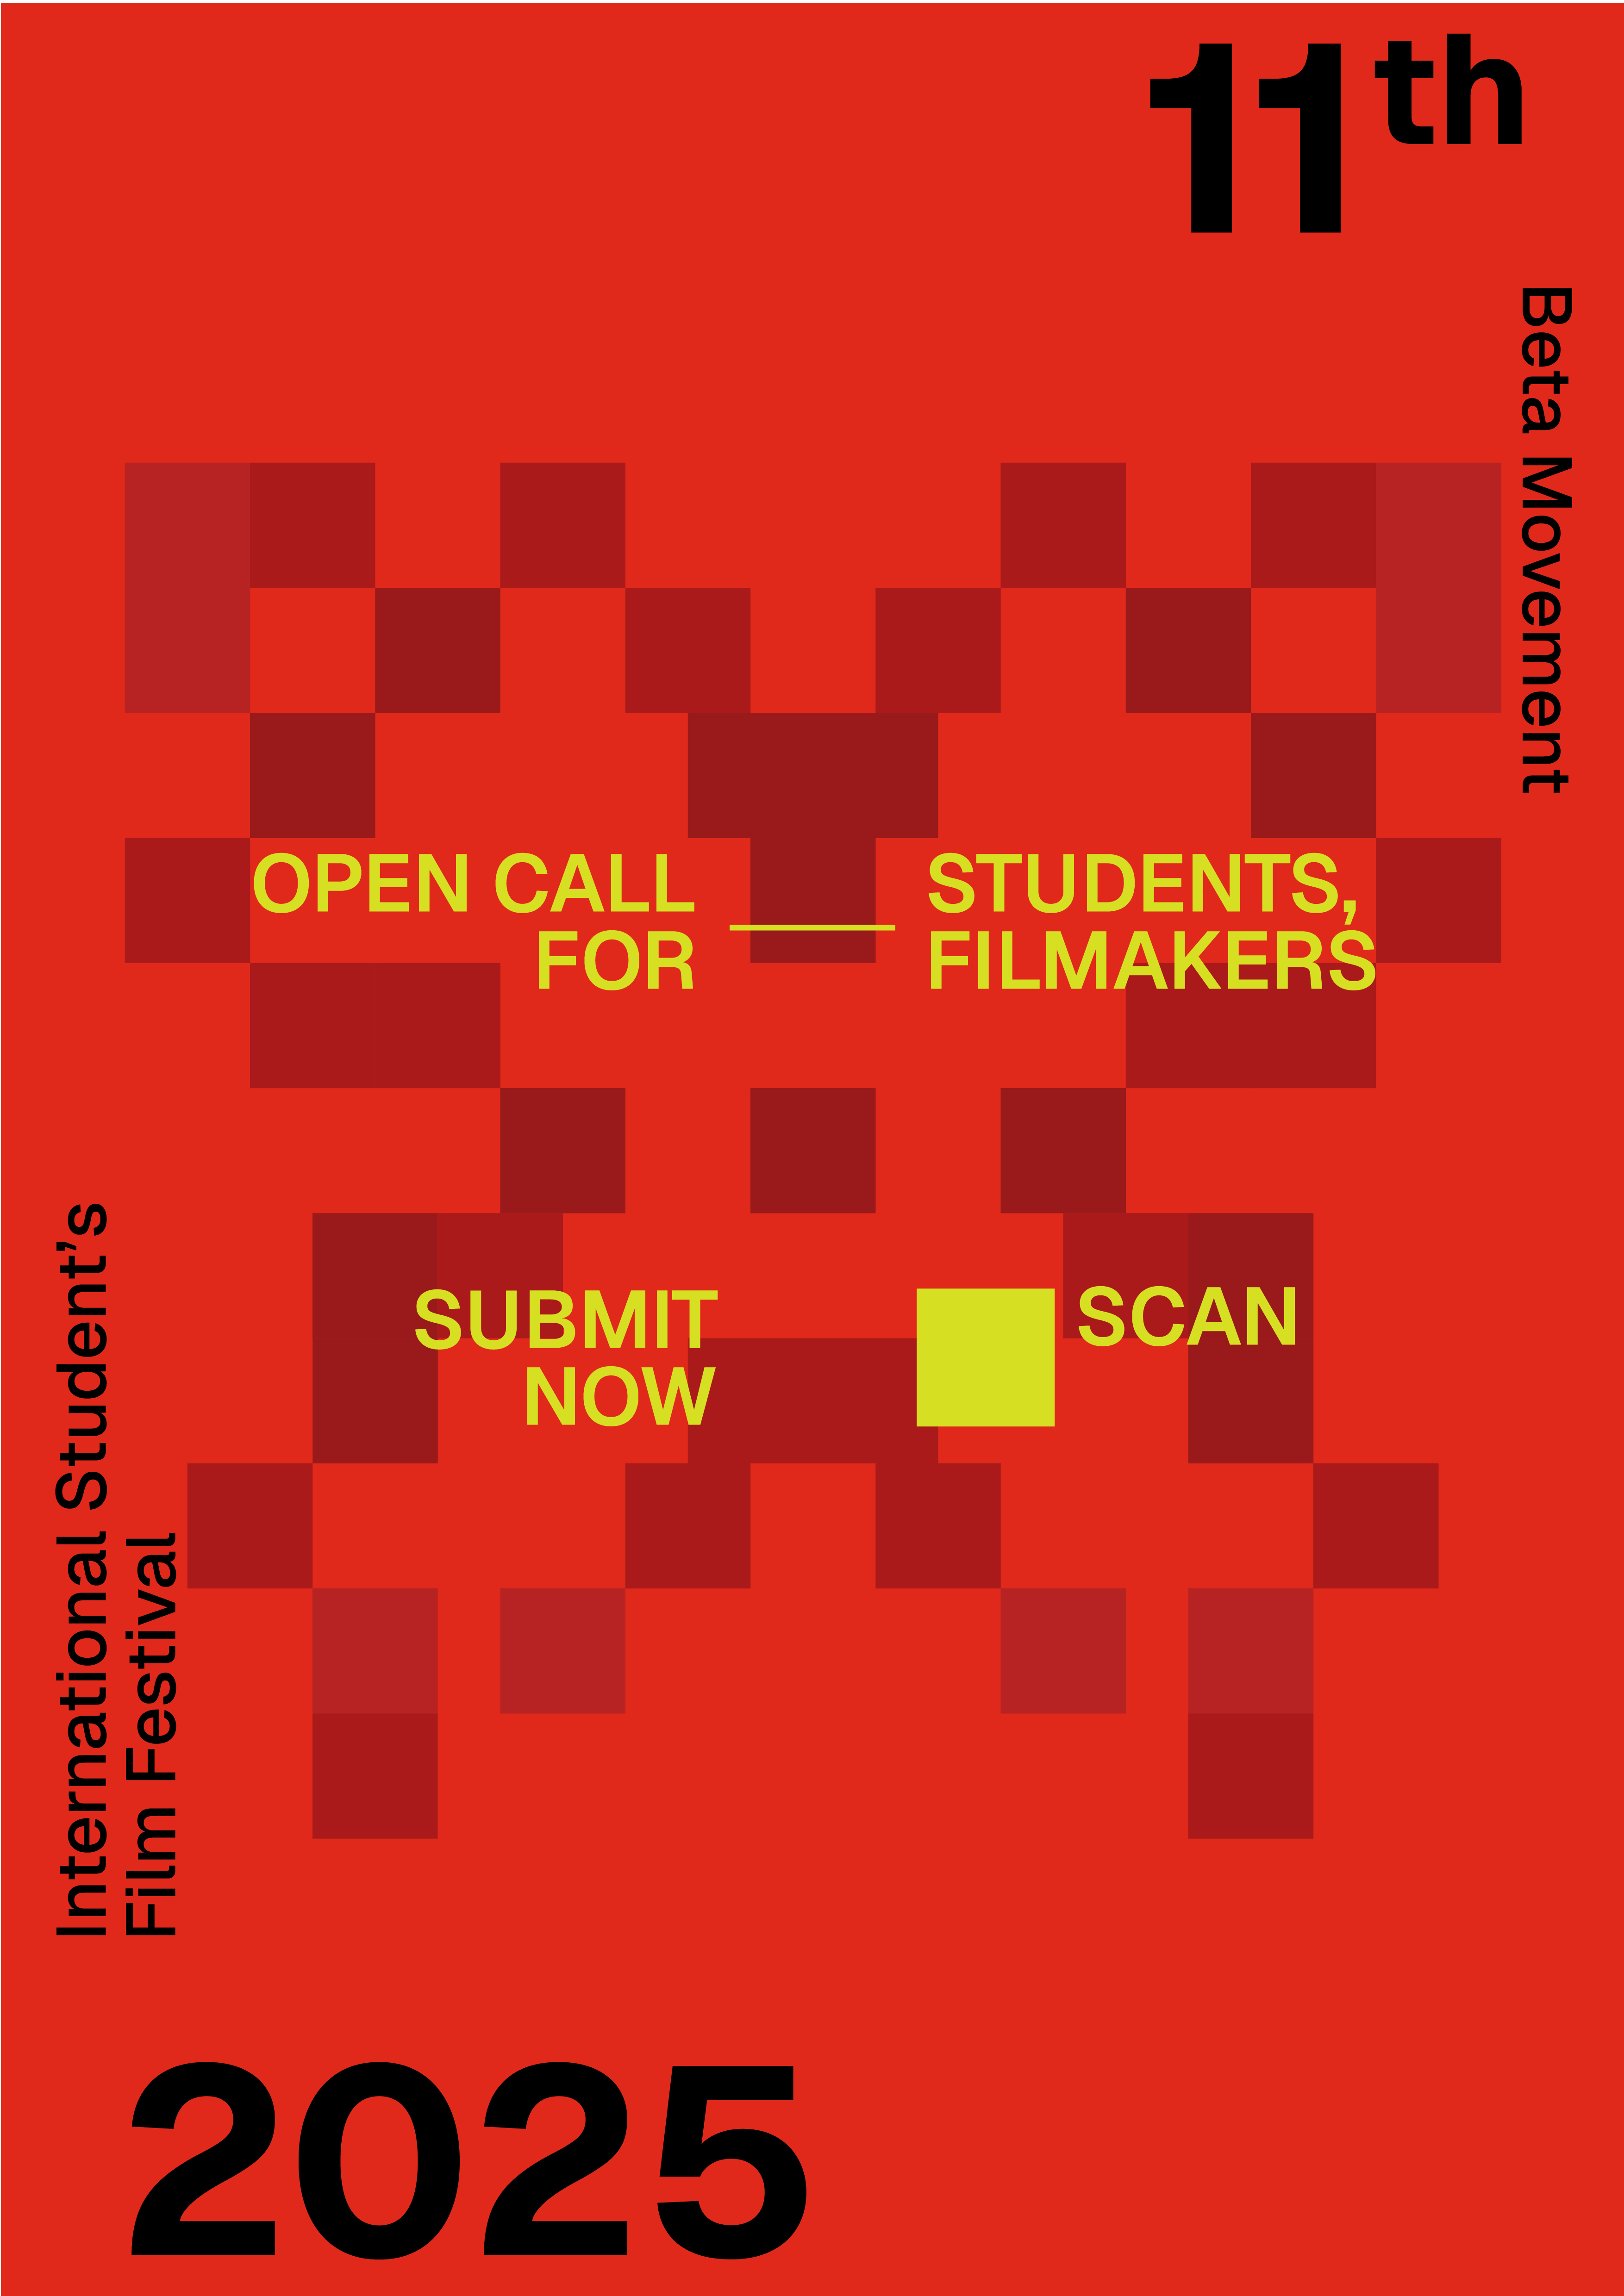 11th
Beta Movement
OPEN CALL
FOR
STUDENTS,
FILMAKERS
SUBMIT
NOW
SCAN
International Student’s
Film Festival
2025